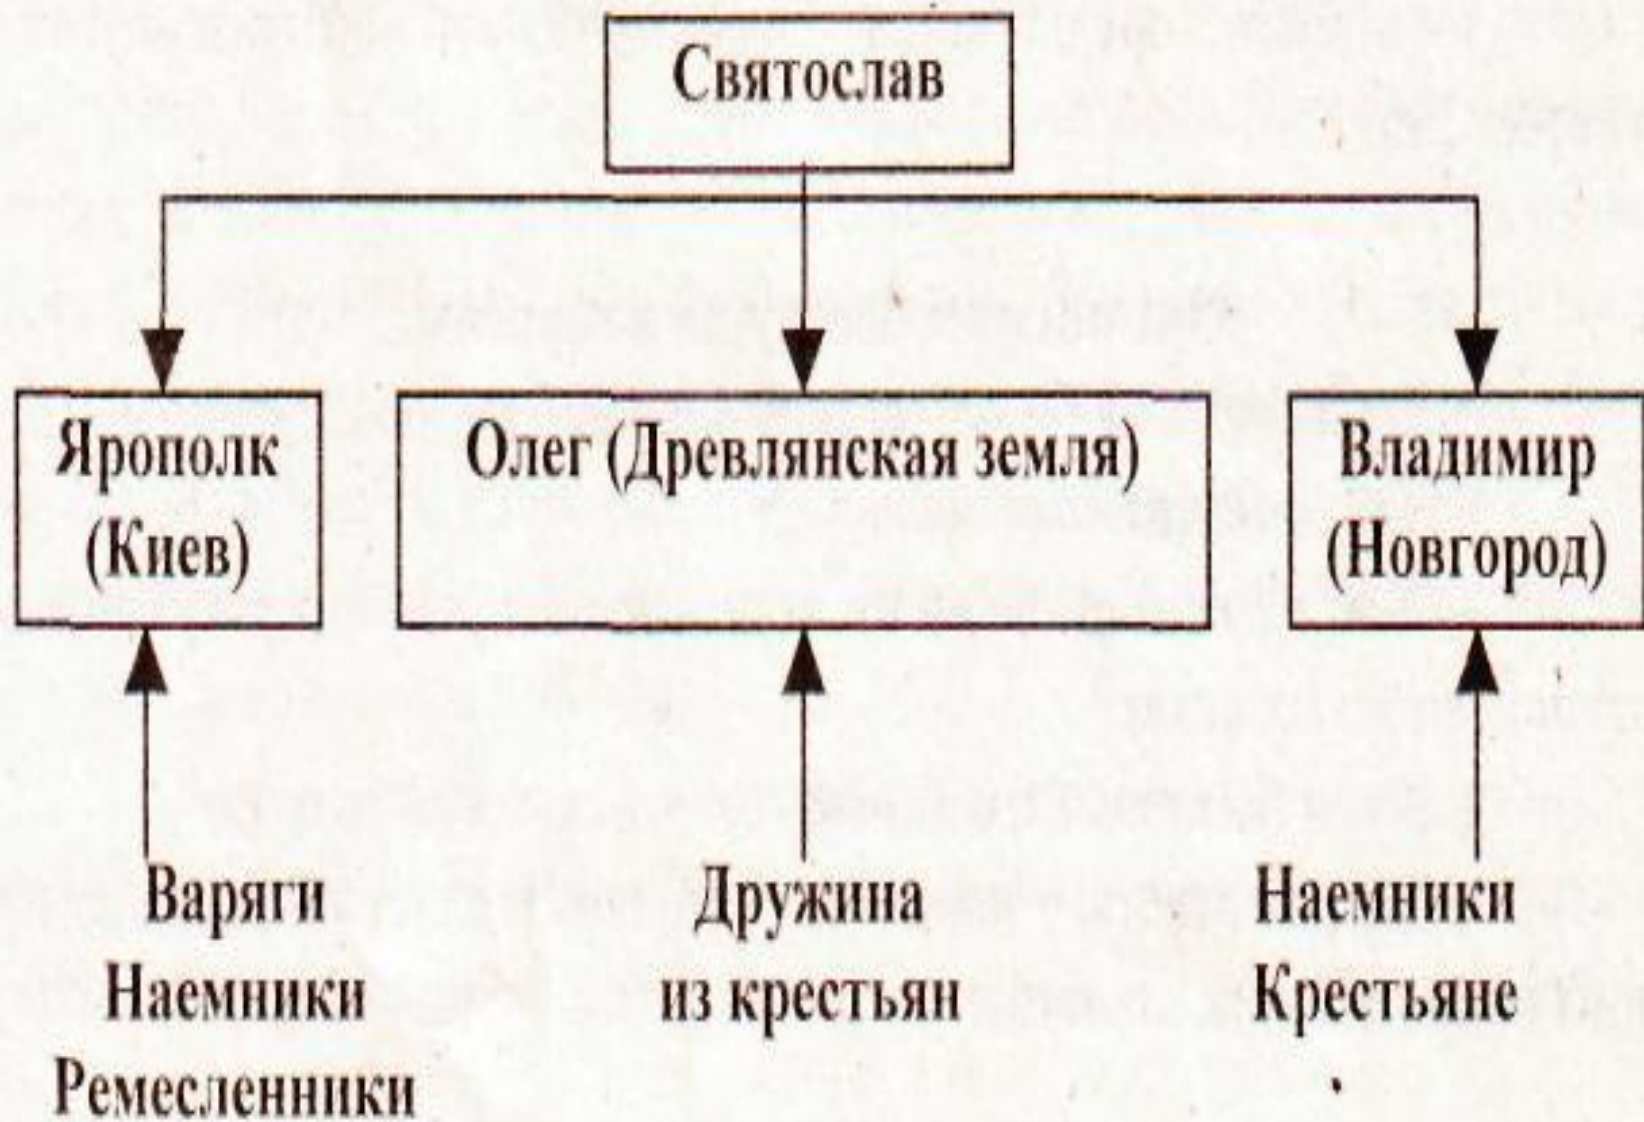 Святослав
Ярополк
(Киев)
Олег (Древлянская земля)
Владимир
(Новгород)
Варяги
Наемники
Ремесленники
Дружина
из крестьян
Наемники
Крестьяне